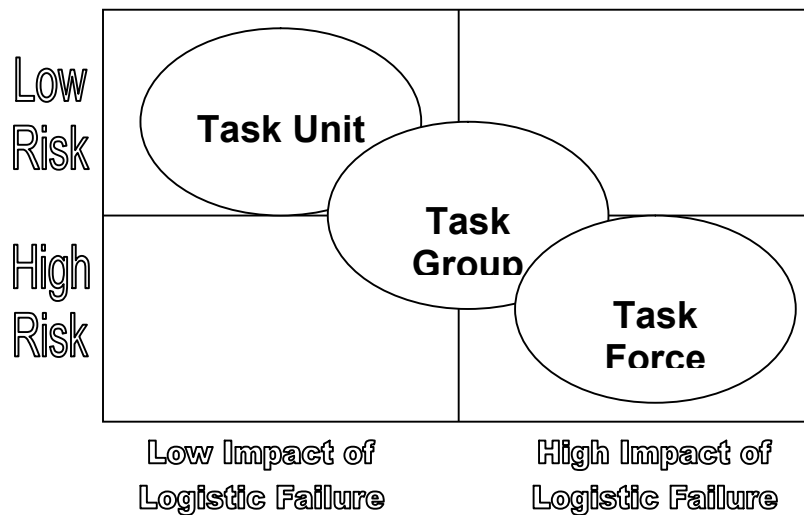 Low
Risk
Task Unit
Task
Group
High
Risk
Task
Force
Low Impact of
Logistic Failure
High Impact of
Logistic Failure